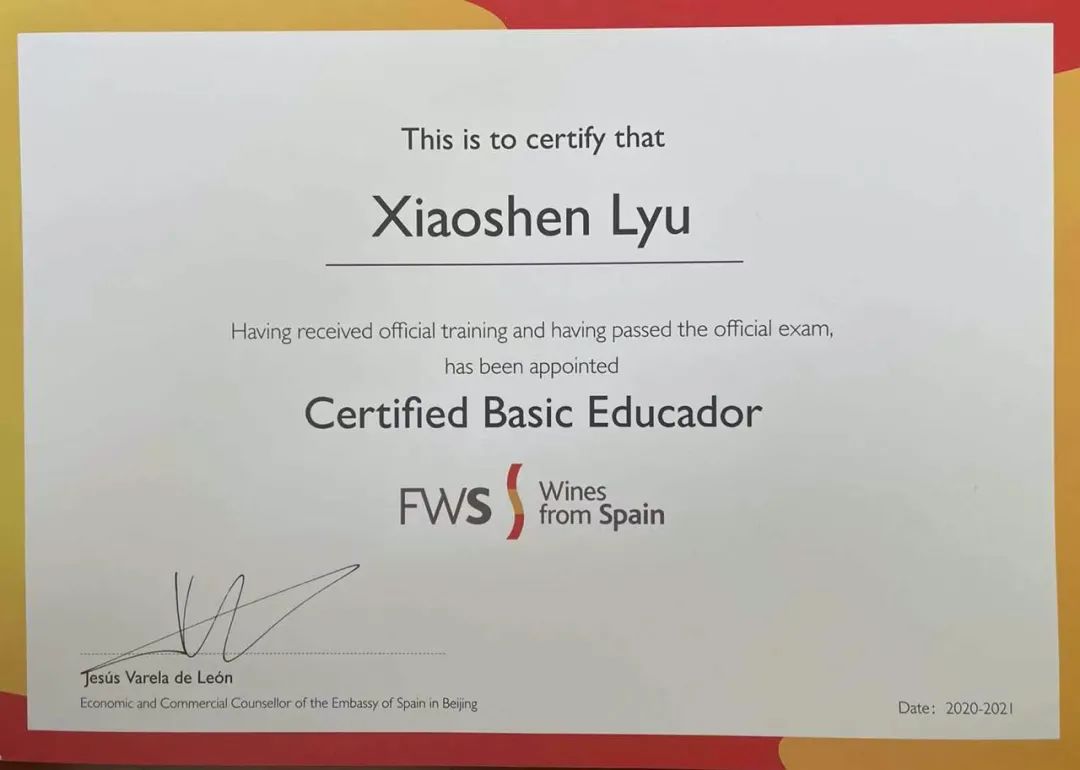 This is to certify that
Xiaoshen Lyu
Having received official training and having passed the official exam,
has been appointed
Certified Basic Educador
FWS Wines
from Spain
Jesús Varela de León
Economic and Commercial Counsellor of the Embassy of Spain in Beijing
Date: 2020-2021